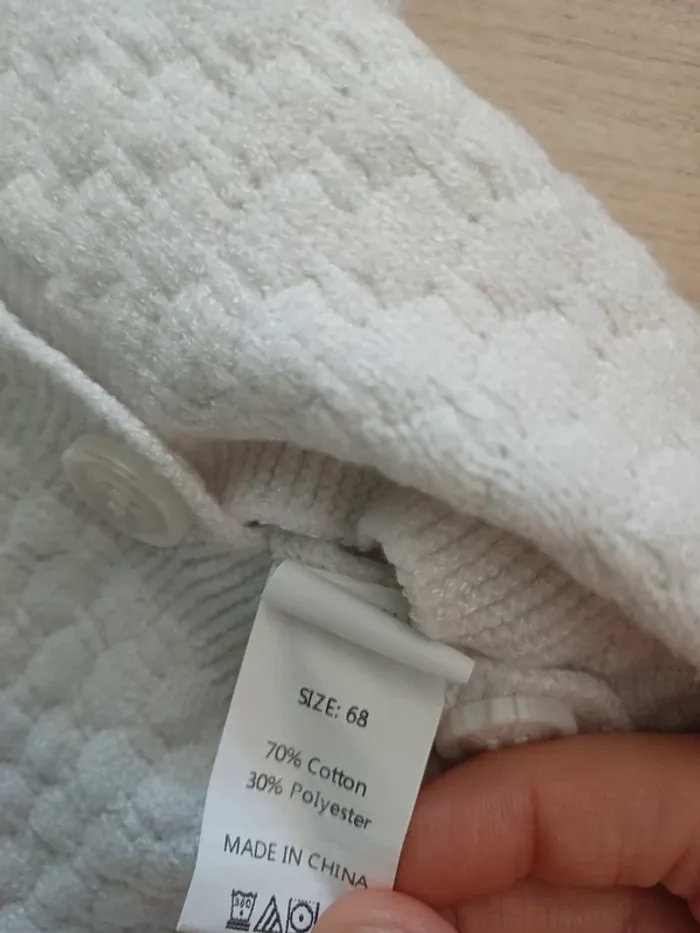 SIZE: 68
70% Cotton
30% Polyester
MADE IN CHINA